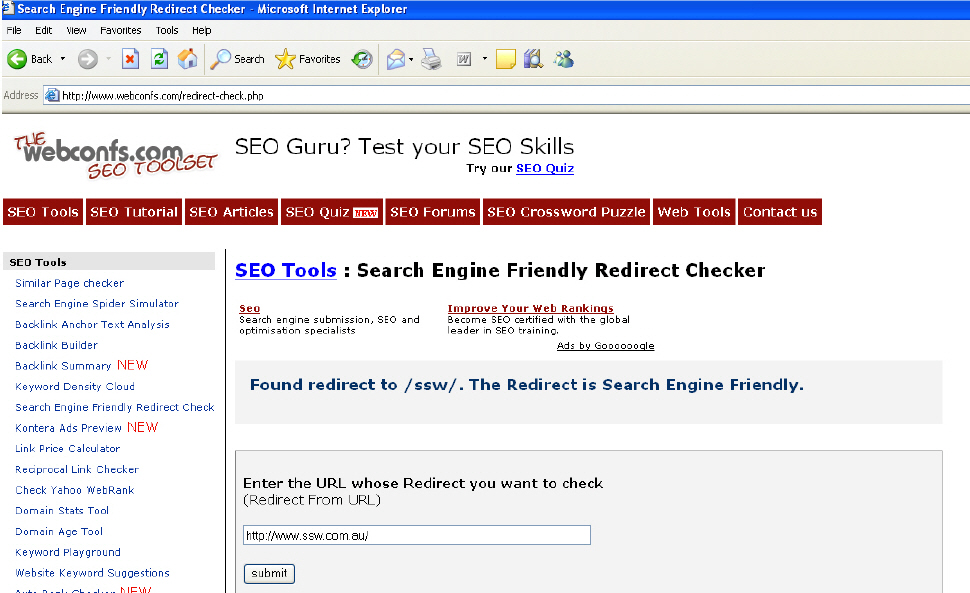 Search Engine Friendly Redirect Checker - Microsoft Internet Explorer
File Edit View Favorites Tools Help
Back Search Favorites W
Address http://www.webconfs.com/redirect-check.php
THE
webconfs.com
SEO TOOLSET
SEO Guru? Test your SEO Skills
Try our SEO Quiz
SEO Tools SEO Tutorial SEO Articles SEO Quiz NEW SEO Forums SEO Crossword Puzzle Web Tools Contact us
SEO Tools
Similar Page checker
Search Engine Spider Simulator
Backlink Anchor Text Analysis
Backlink Builder
Backlink Summary NEW
Keyword Density Cloud
Search Engine Friendly Redirect Check
Kontera Ads Preview NEW
Link Price Calculator
Reciprocal Link Checker
Check Yahoo WebRank
Domain Stats Tool
Domain Age Tool
Keyword Playground
Website Keyword Suggestions
SEO Tools : Search Engine Friendly Redirect Checker
Seo
Search engine submission, SEO and
optimisation specialists
Improve Your Web Rankings
Become SEO certified with the global
leader in SEO training.
Ads by Goooooogle
Found redirect to /ssw/. The Redirect is Search Engine Friendly.
Enter the URL whose Redirect you want to check
(Redirect From URL)
http://www.ssw.com.au/
submit